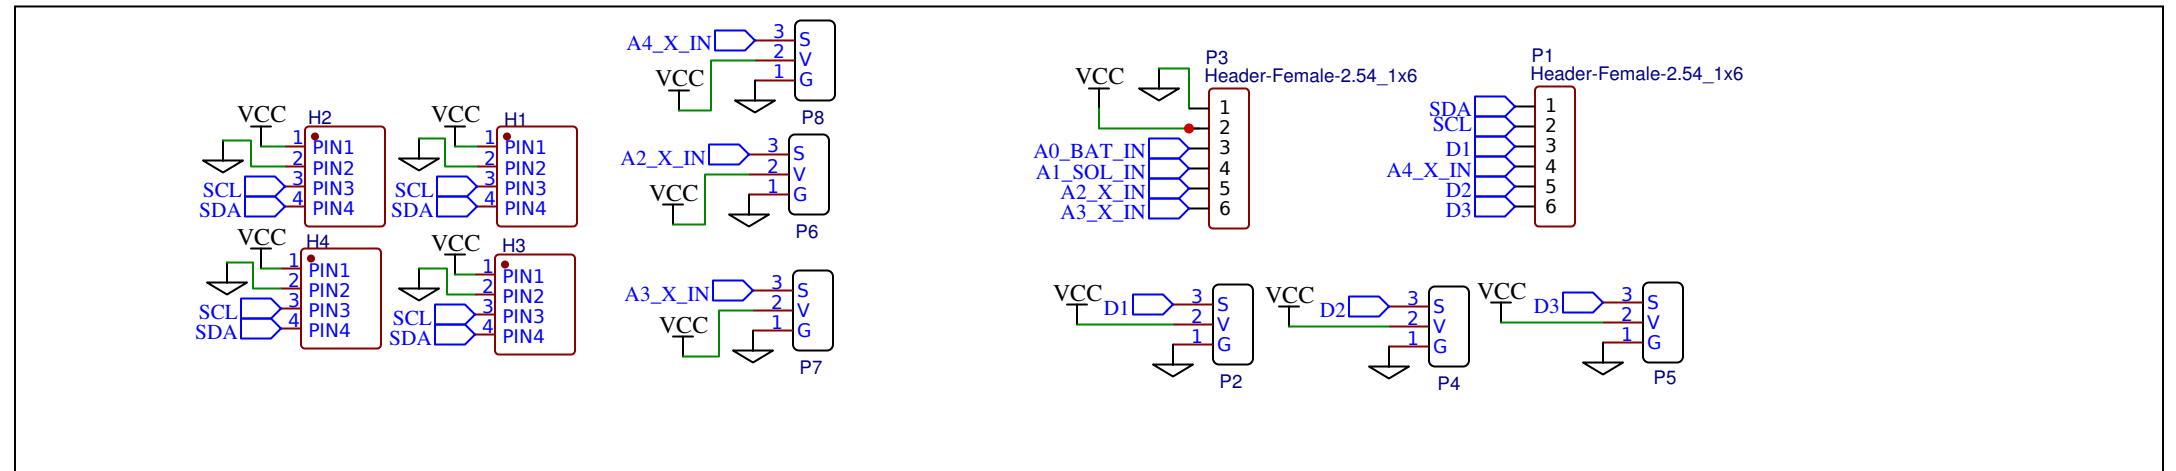 A4_X_IN
3 S
2 V
1 G
VCC
P8
VCC
H2
1 PIN1
2 PIN2
3 PIN3
4 PIN4
SCL
SDA
VCC
H1
1 PIN1
2 PIN2
3 PIN3
4 PIN4
SCL
SDA
A2_X_IN
3 S
2 V
1 G
VCC
P6
VCC
H4
1 PIN1
2 PIN2
3 PIN3
4 PIN4
SCL
SDA
VCC
H3
1 PIN1
2 PIN2
3 PIN3
4 PIN4
SCL
SDA
A3_X_IN
3 S
2 V
1 G
VCC
P7
P3
Header-Female-2.54_1x6
VCC
1
2
A0_BAT_IN 3
A1_SOL_IN 4
A2_X_IN 5
A3_X_IN 6
P1
Header-Female-2.54_1x6
SDA 1
SCL 2
D1 3
A4_X_IN 4
D2 5
D3 6
VCC
D1 3 S
2 V
1 G
P2
VCC
D2 3 S
2 V
1 G
P4
VCC
D3 3 S
2 V
1 G
P5